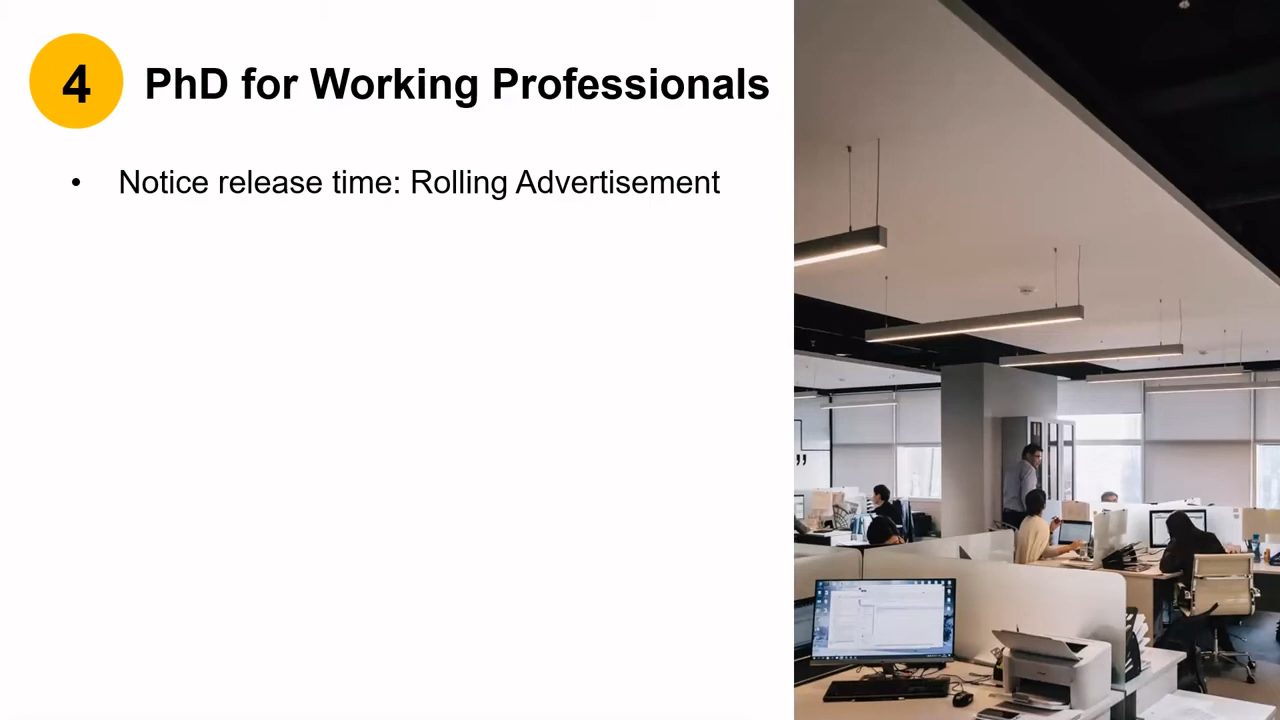 4
PhD for Working Professionals
• Notice release time: Rolling Advertisement